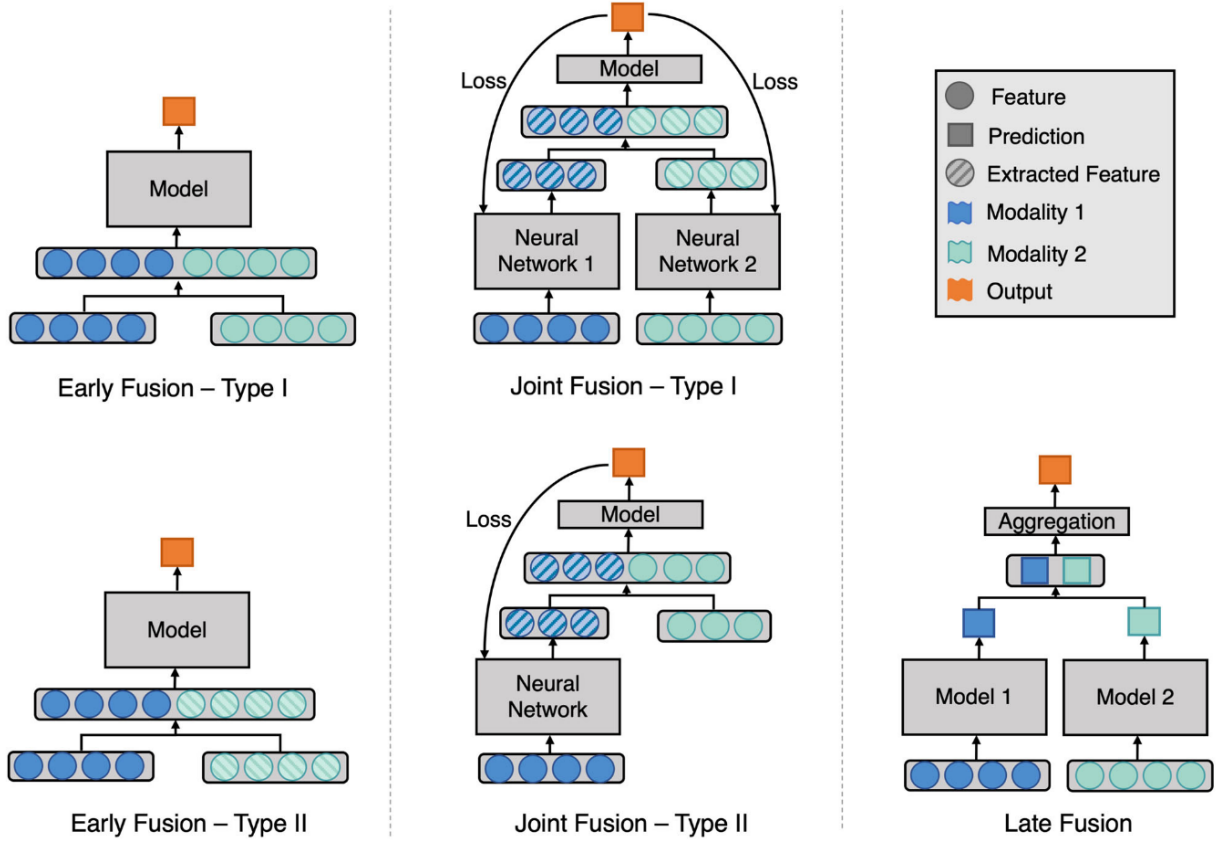 Model
Early Fusion – Type I
Loss
Model
Loss
Neural
Network 1
Neural
Network 2
Joint Fusion – Type I
Feature
Prediction
Extracted Feature
Modality 1
Modality 2
Output
Model
Early Fusion – Type II
Loss
Model
Neural
Network
Joint Fusion – Type II
Aggregation
Model 1
Model 2
Late Fusion